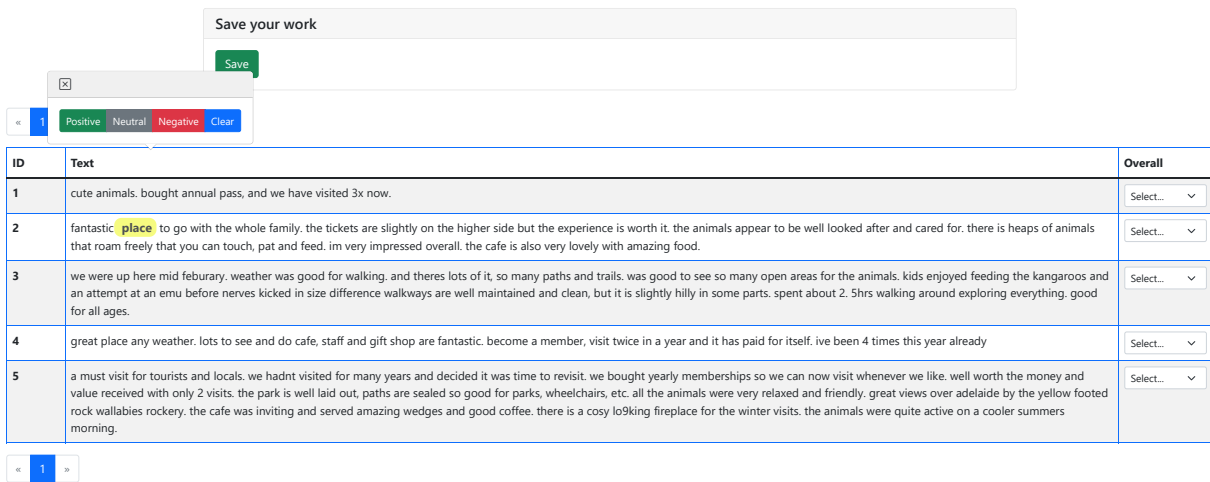 Save your work
Save
Positive Neutral Negative Clear
« 1
ID Text Overall
1 cute animals. bought annual pass, and we have visited 3x now. Select...
2 fantastic place to go with the whole family. the tickets are slightly on the higher side but the experience is worth it. the animals appear to be well looked after and cared for. there is heaps of animals
that roam freely that you can touch, pat and feed. im very impressed overall. the cafe is also very lovely with amazing food. Select...
3 we were up here mid feburary. weather was good for walking. and theres lots of it, so many paths and trails. was good to see so many open areas for the animals. kids enjoyed feeding the kangaroos and
an attempt at an emu before nerves kicked in size difference walkways are well maintained and clean, but it is slightly hilly in some parts. spent about 2. 5hrs walking around exploring everything. good
for all ages. Select...
4 great place any weather. lots to see and do cafe, staff and gift shop are fantastic. become a member, visit twice in a year and it has paid for itself. ive been 4 times this year already Select...
5 a must visit for tourists and locals. we hadnt visited for many years and decided it was time to revisit. we bought yearly memberships so we can now visit whenever we like. well worth the money and
value received with only 2 visits. the park is well laid out, paths are sealed so good for parks, wheelchairs, etc. all the animals were very relaxed and friendly. great views over adelaide by the yellow footed
rock wallabies rockery. the cafe was inviting and served amazing wedges and good coffee. there is a cosy lo9king fireplace for the winter visits. the animals were quite active on a cooler summers
morning. Select...
« 1 »